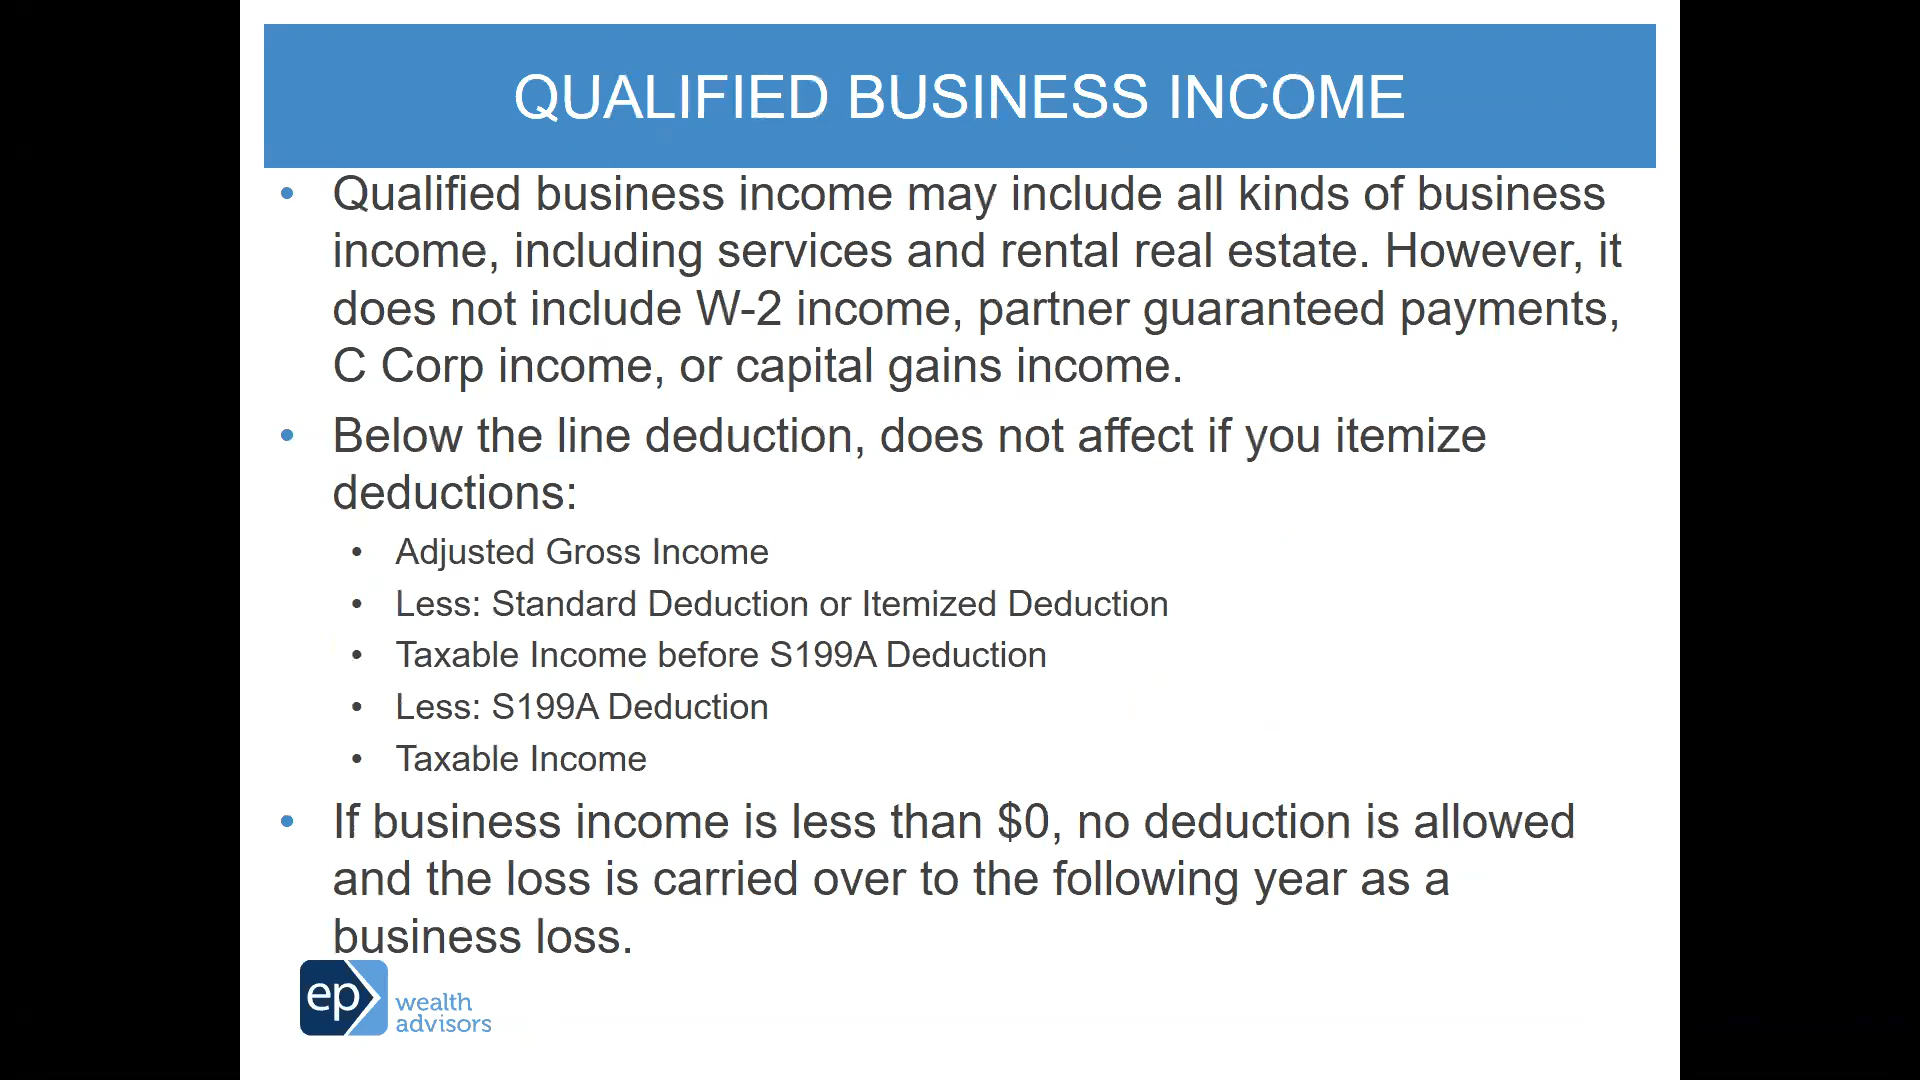 QUALIFIED BUSINESS INCOME
• Qualified business income may include all kinds of business
income, including services and rental real estate. However, it
does not include W-2 income, partner guaranteed payments,
C Corp income, or capital gains income.
• Below the line deduction, does not affect if you itemize
deductions:
• Adjusted Gross Income
• Less: Standard Deduction or Itemized Deduction
• Taxable Income before S199A Deduction
• Less: S199A Deduction
• Taxable Income
• If business income is less than $0, no deduction is allowed
and the loss is carried over to the following year as a
business loss.
ep
wealth
advisors